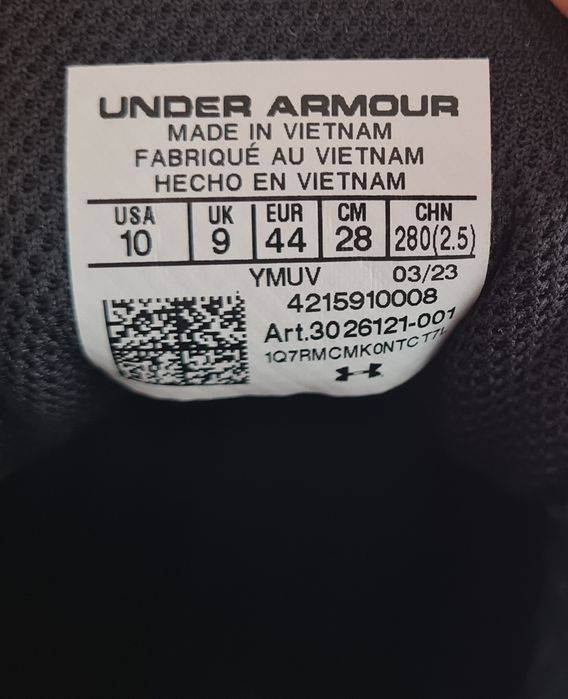 UNDER ARMOUR
MADE IN VIETNAM
FABRIQUÉ AU VIETNAM
HECHO EN VIETNAM
USA UK EUR CM CHN
10 9 44 28 280(2.5)
YMUV 03/23
4215910008
Art.3026121-001